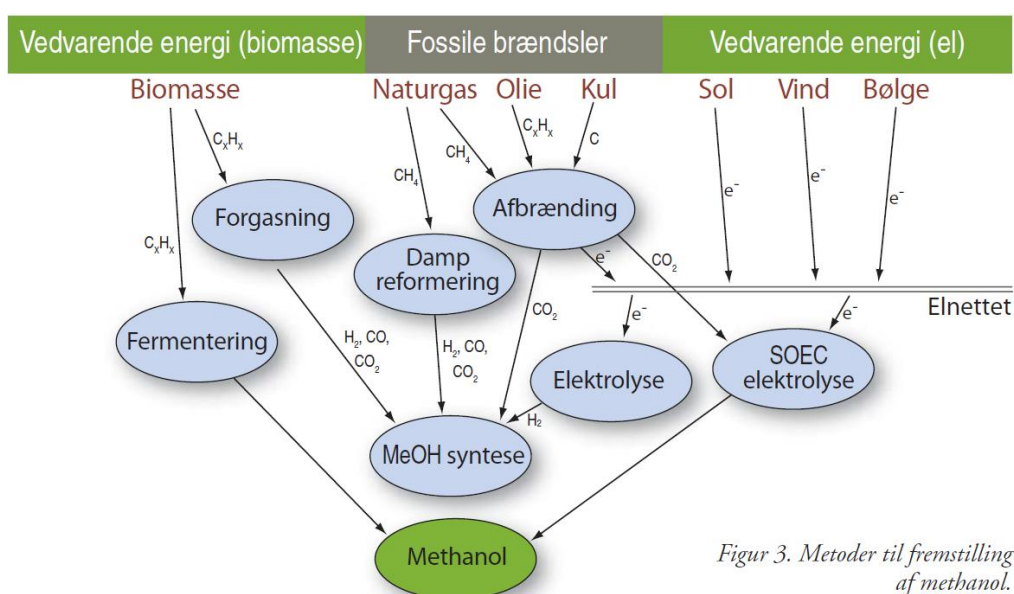 Vedvarende energi (biomasse)
Fossile brændsler
Vedvarende energi (el)
Biomasse
Naturgas
Olie
Kul
Sol
Vind
Bølge
CₓHₓ
CH₄
CₓHₓ
C
CH₄
Forgasning
Afbrænding
e⁻
e⁻
e⁻
CₓHₓ
Damp
reformering
e⁻
CO₂
Elnettet
Fermentering
H₂, CO,
CO₂
H₂, CO,
CO₂
CO₂
e⁻
e⁻
Elektrolyse
SOEC
elektrolyse
H₂
MeOH syntese
Methanol
Figur 3. Metoder til fremstilling
af methanol.